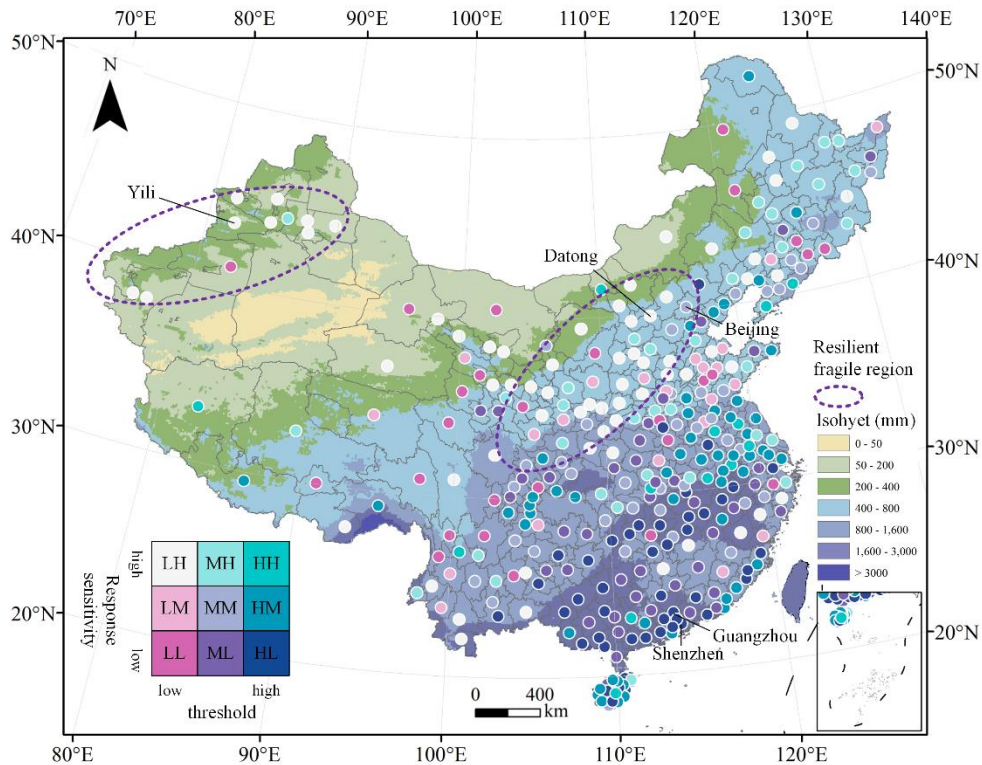 70°E 80°E 90°E 100°E 110°E 120°E 130°E 140°E
50°N
50°N
N
Yili
40°N
Datong
40°N
Beijing
Resilient
fragile region
Isohyet (mm)
0 - 50
50 - 200
200 - 400
400 - 800
800 - 1,600
1,600 - 3,000
> 3000
30°N
30°N
high
Response
sensitivity
low
LH MH HH
LM MM HM
LL ML HL
low high
threshold
20°N
20°N
Guangzhou
Shenzhen
0 400
km
80°E 90°E 100°E 110°E 120°E